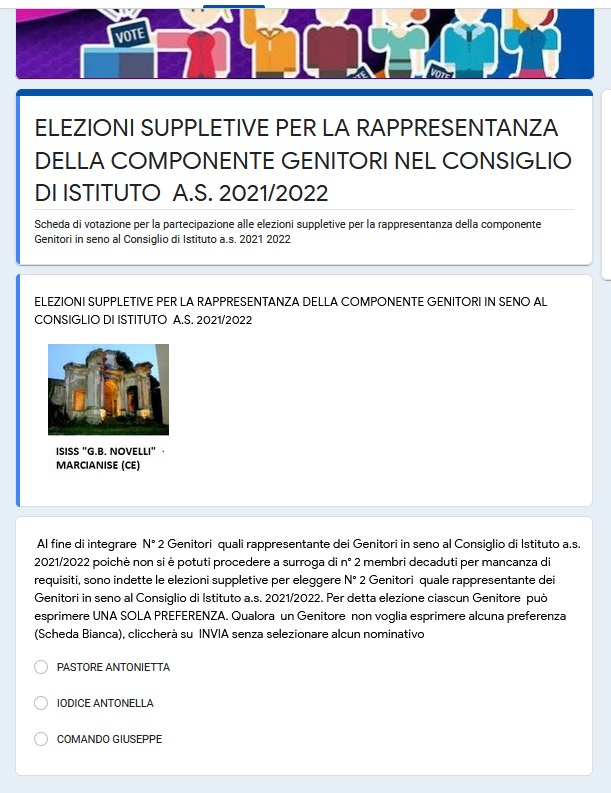 VOTE
VOTE
ELEZIONI SUPPLETIVE PER LA RAPPRESENTANZA
DELLA COMPONENTE GENITORI NEL CONSIGLIO
DI ISTITUTO A.S. 2021/2022
Scheda di votazione per la partecipazione alle elezioni suppletive per la rappresentanza della componente
Genitori in seno al Consiglio di Istituto a.s. 2021 2022
ELEZIONI SUPPLETIVE PER LA RAPPRESENTANZA DELLA COMPONENTE GENITORI IN SENO AL
CONSIGLIO DI ISTITUTO A.S. 2021/2022
ISISS "G.B. NOVELLI" -
MARCIANISE (CE)
Al fine di integrare N° 2 Genitori quali rappresentante dei Genitori in seno al Consiglio di Istituto a.s.
2021/2022 poichè non si è potuti procedere a surroga di n° 2 membri decaduti per mancanza di
requisiti, sono indette le elezioni suppletive per eleggere N° 2 Genitori quale rappresentante dei
Genitori in seno al Consiglio di Istituto a.s. 2021/2022. Per detta elezione ciascun Genitore può
esprimere UNA SOLA PREFERENZA. Qualora un Genitore non voglia esprimere alcuna preferenza
(Scheda Bianca), cliccherà su INVIA senza selezionare alcun nominativo
PASTORE ANTONIETTA
IODICE ANTONELLA
COMANDO GIUSEPPE